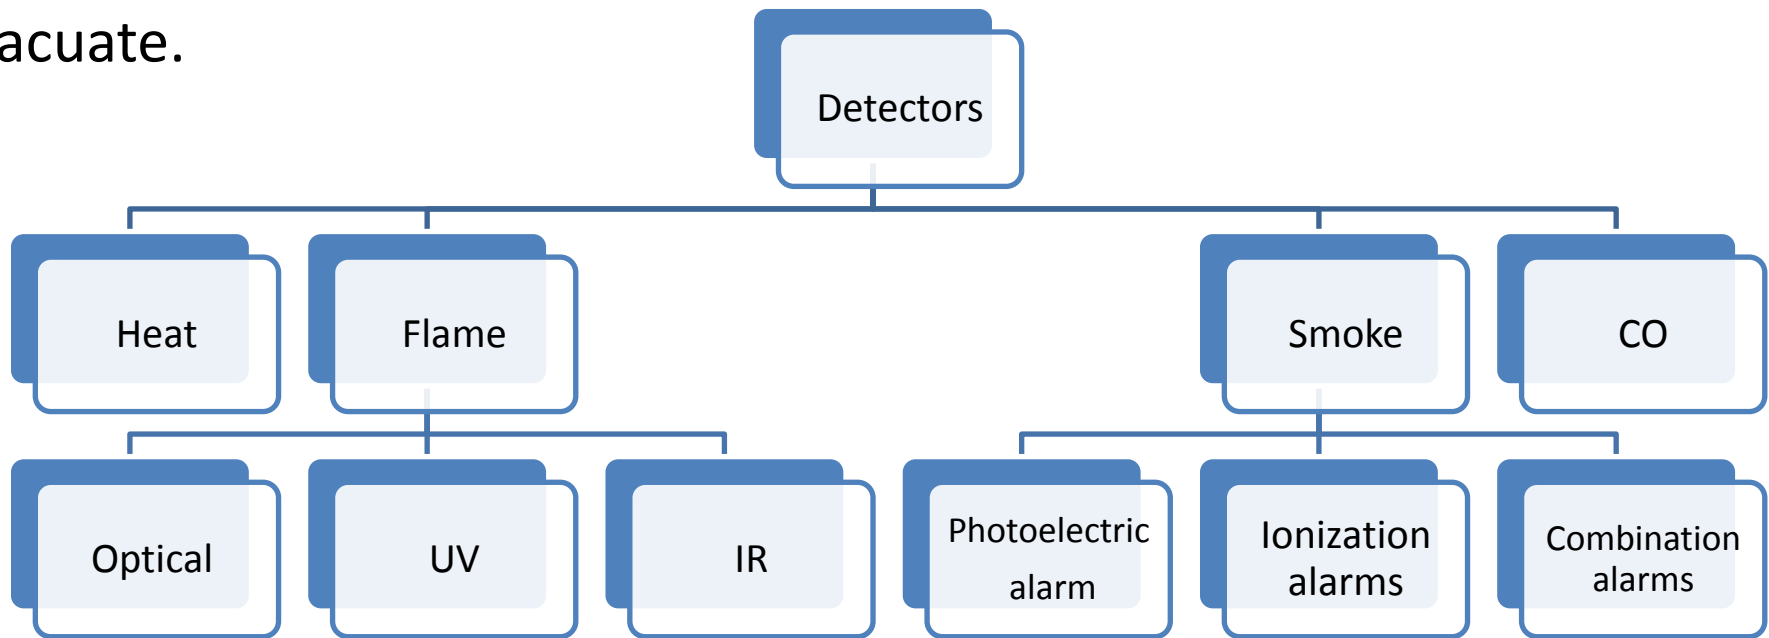 acuate.
Detectors
Heat
Flame
Smoke
CO
Optical
UV
IR
Photoelectric
alarm
Ionization
alarms
Combination
alarms